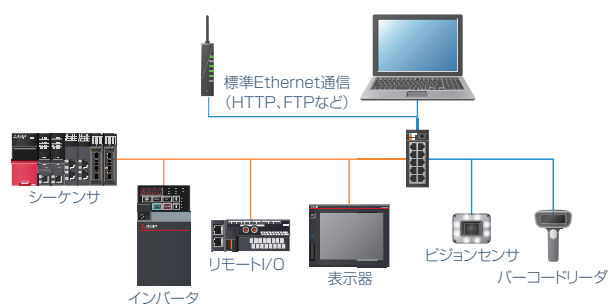 標準Ethernet通信
（HTTP、FTPなど）
シーケンサ
インバータ
リモートI/O
表示器
ビジョンセンサ
バーコードリーダ